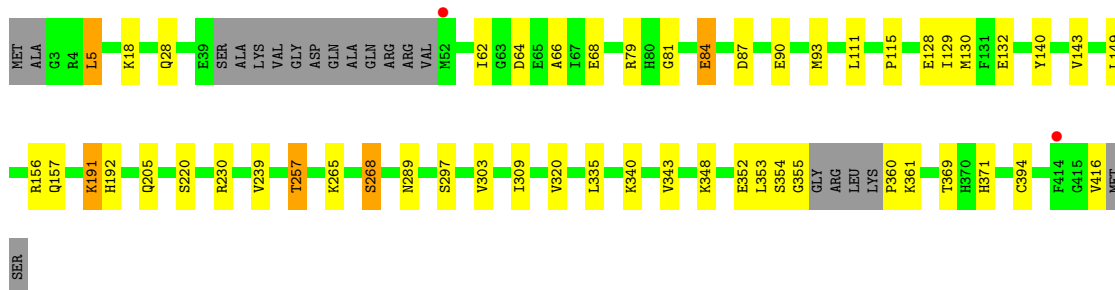 MET ALA G3 R4 L5 K18 Q28 E39 SER ALA LYS VAL GLY ASP GLN ALA GLN ARG ARG VAL M52 I62 G63 D64 E65 A66 I67 E68 R79 H80 G81 E84 D87 E90 M93 L111 P115 E128 I129 M130 F131 E132 Y140 V143 L149
R156 Q157 K191 H192 Q205 S220 R230 V239 T257 K265 S268 N289 S297 V303 I309 V320 L335 K340 V343 K348 E352 L353 S354 G355 GLY ARG LEU LYS P360 K361 T369 H370 H371 C394 F414 G415 V416 MET
SER